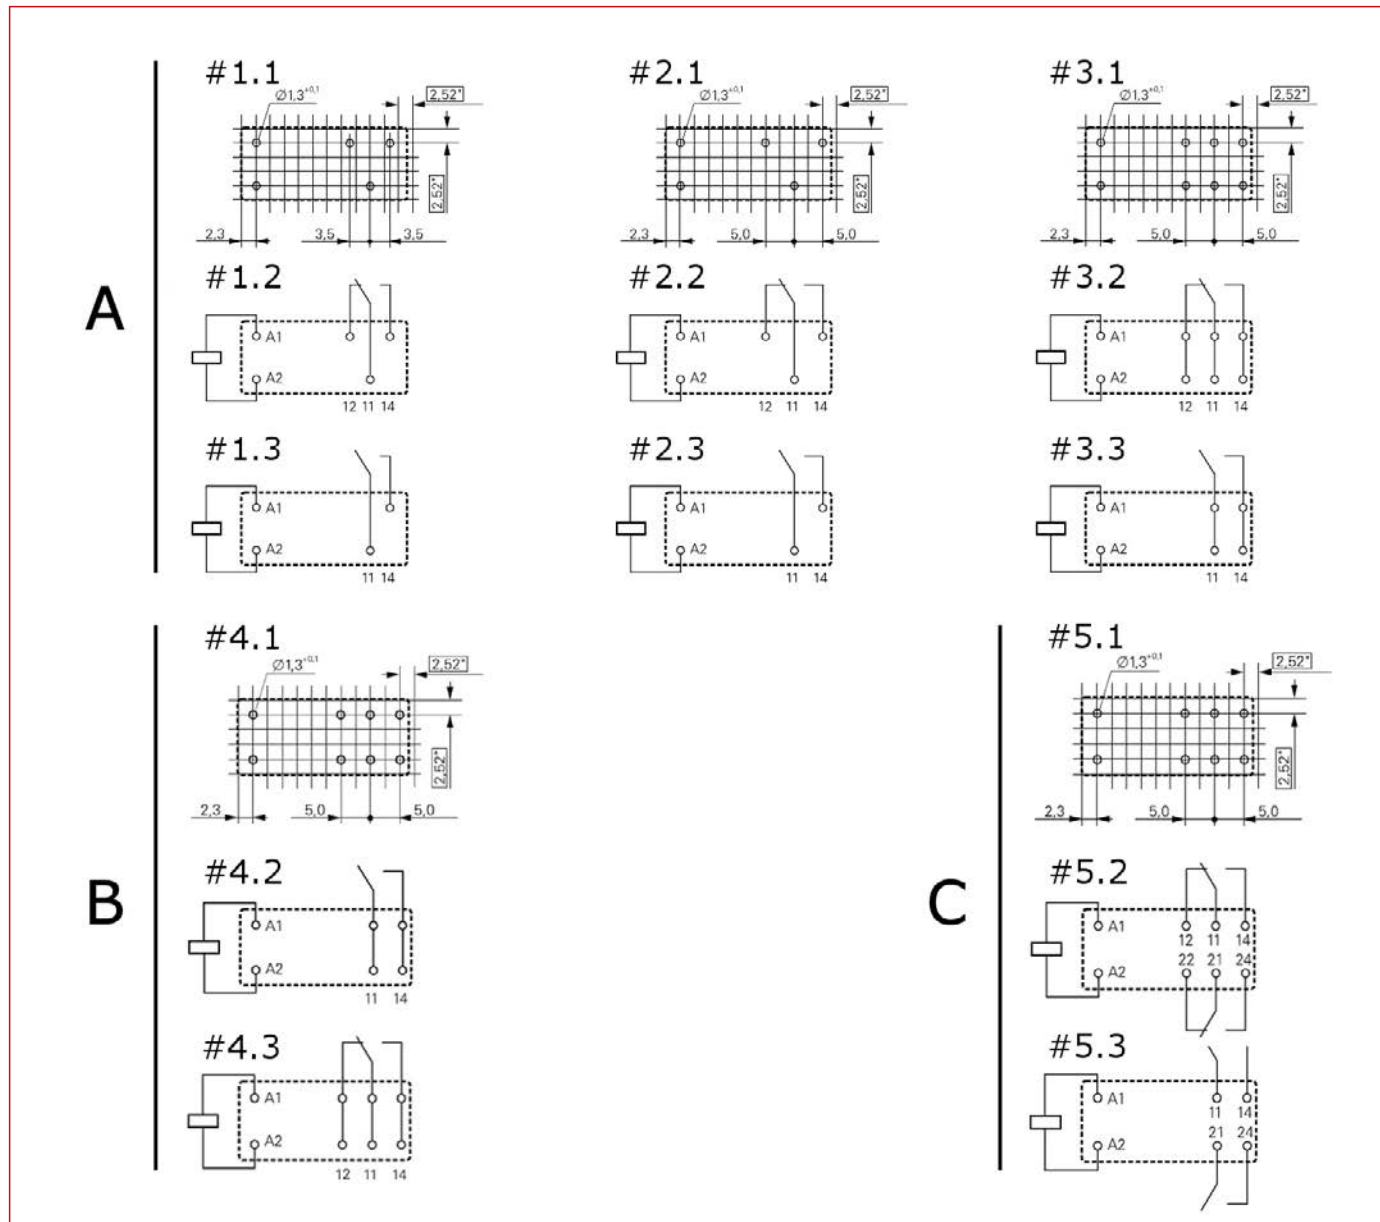 #1.1 #2.1 #3.1
Ø1,3⁺⁰·¹ 2,52* Ø1,3⁺⁰·¹ 2,52* Ø1,3⁺⁰·¹ 2,52*
2,52* 2,52* 2,52*
2,3 3,5 3,5 2,3 5,0 5,0 2,3 5,0 5,0
#1.2 #2.2 #3.2
A
A1 A1 A1
A2 A2 A2
12 11 14 12 11 14 12 11 14
#1.3 #2.3 #3.3
A1 A1 A1
A2 A2 A2
11 14 11 14 11 14
#4.1 #5.1
Ø1,3⁺⁰·¹ 2,52* Ø1,3⁺⁰·¹ 2,52*
2,52* 2,52*
2,3 5,0 5,0 2,3 5,0 5,0
#4.2 #5.2
B C
A1 A1 12 11 14
A2 A2 22 21 24
11 14
#4.3 #5.3
A1 A1 11 14
A2 A2 21 24
12 11 14